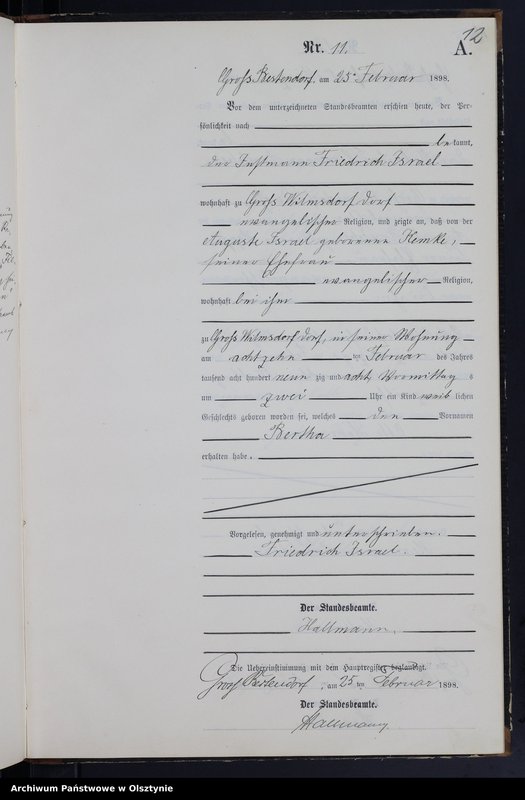 12
Nr. 11.
A.
Groß Bestendorf, am 25ten Februar 1898.
Vor dem unterzeichneten Standesbeamten erschien heute, der Per-
sönlichkeit nach
bekannt,
der Instmann Friedrich Israel
wohnhaft zu Groß Wilmsdorf Dorf
evangelischer Religion, und zeigte an, daß von der
Auguste Israel geborenen Hemke,
seiner Ehefrau
evangelischer Religion,
wohnhaft bei ihm
zu Groß Wilmsdorf Dorf, in seiner Wohnung
am achtzehn ten Februar des Jahres
tausend acht hundert neunzig und acht Vormittags
um zwei Uhr ein Kind weiblichen
Geschlechts geboren worden sei, welches den Vornamen
Bertha
erhalten habe.
Vorgelesen, genehmigt und unterschrieben.
Friedrich Israel.
Der Standesbeamte.
Hallmann.
Die Uebereinstimmung mit dem Hauptregister beglaubigt.
Groß Bestendorf, am 25ten Februar 1898.
Der Standesbeamte.
Hallmann
Archiwum Państwowe w Olsztynie